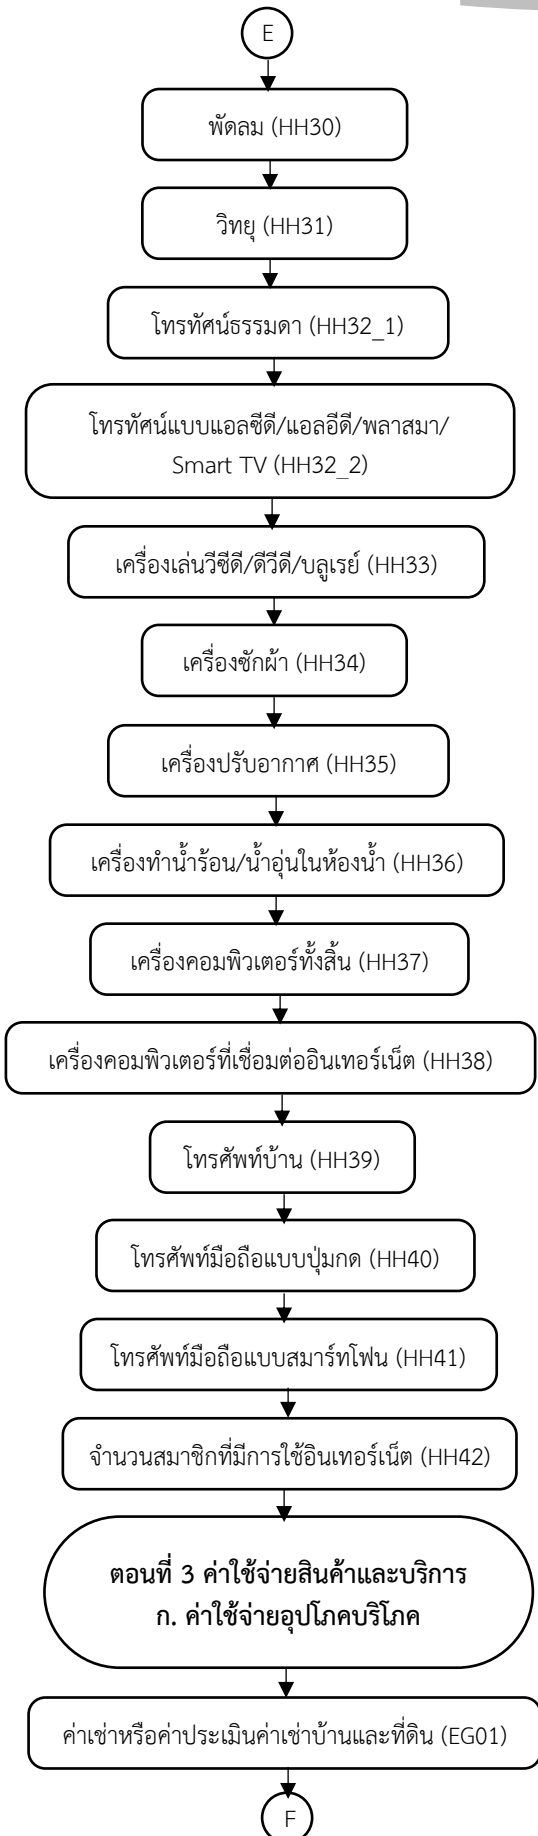 E
พัดลม (HH30)
วิทยุ (HH31)
โทรทัศน์ธรรมดา (HH32_1)
โทรทัศน์แบบแอลซีดี/แอลอีดี/พลาสมา/
Smart TV (HH32_2)
เครื่องเล่นวีซีดี/ดีวีดี/บลูเรย์ (HH33)
เครื่องซักผ้า (HH34)
เครื่องปรับอากาศ (HH35)
เครื่องทำน้ำร้อน/น้ำอุ่นในห้องน้ำ (HH36)
เครื่องคอมพิวเตอร์ทั้งสิ้น (HH37)
เครื่องคอมพิวเตอร์ที่เชื่อมต่ออินเทอร์เน็ต (HH38)
โทรศัพท์บ้าน (HH39)
โทรศัพท์มือถือแบบปุ่มกด (HH40)
โทรศัพท์มือถือแบบสมาร์ทโฟน (HH41)
จำนวนสมาชิกที่มีการใช้อินเทอร์เน็ต (HH42)
ตอนที่ 3 ค่าใช้จ่ายสินค้าและบริการ
ก. ค่าใช้จ่ายอุปโภคบริโภค
ค่าเช่าหรือค่าประเมินค่าเช่าบ้านและที่ดิน (EG01)
F